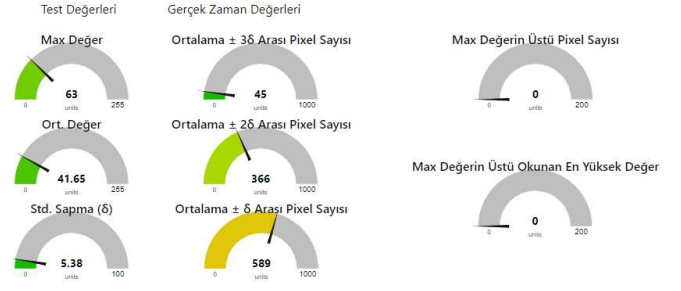 Test Değerleri
Gerçek Zaman Değerleri
Max Değer
63
units
0
255
Ortalama ± 3δ Arası Pixel Sayısı
45
units
0
1000
Max Değerin Üstü Pixel Sayısı
0
units
0
200
Ort. Değer
41.65
units
0
255
Ortalama ± 2δ Arası Pixel Sayısı
366
units
0
1000
Max Değerin Üstü Okunan En Yüksek Değer
0
units
0
200
Std. Sapma (δ)
5.38
units
0
100
Ortalama ± δ Arası Pixel Sayısı
589
units
0
1000